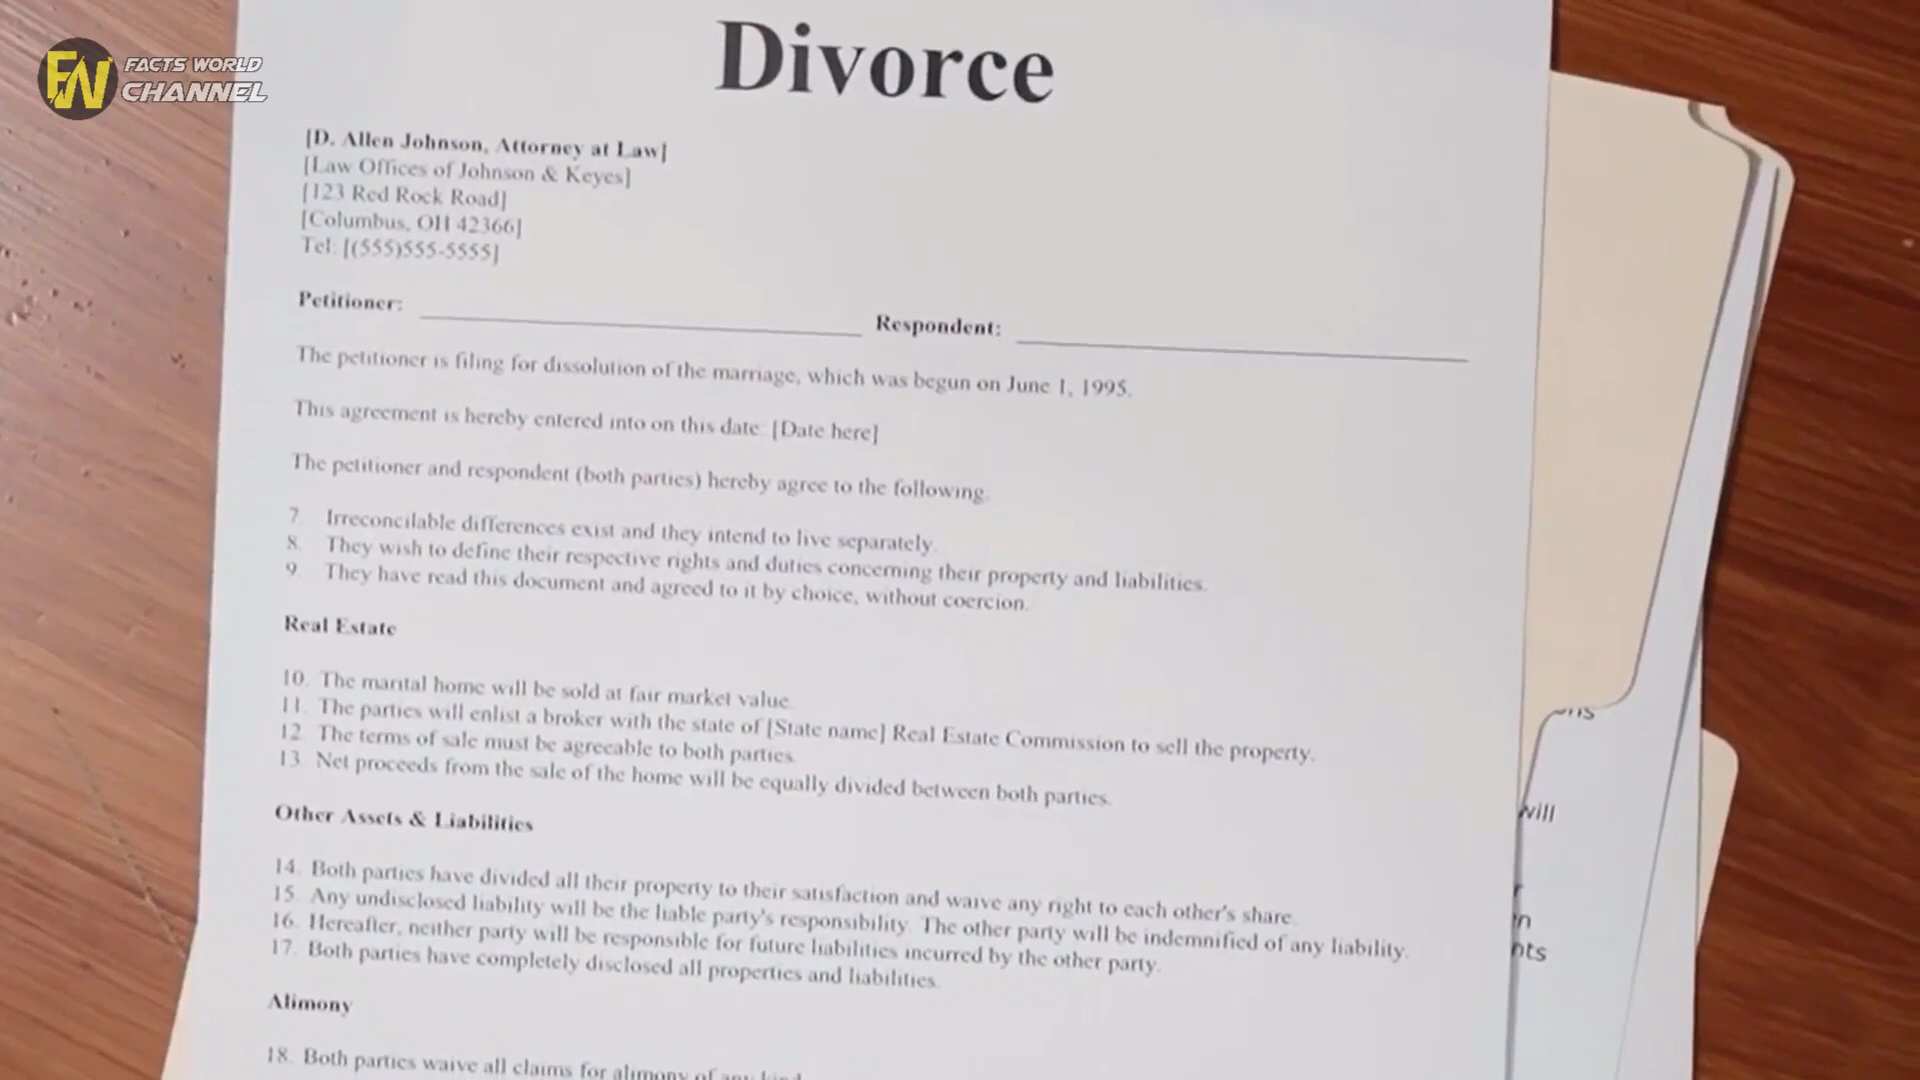 FW FACTS WORLD
CHANNEL
Divorce
[D. Allen Johnson, Attorney at Law]
[Law Offices of Johnson & Keyes]
[123 Red Rock Road]
[Columbus, OH 42366]
Tel: [(555)555-5555]
Petitioner: Respondent:
The petitioner is filing for dissolution of the marriage, which was begun on June 1, 1995.
This agreement is hereby entered into on this date: [Date here]
The petitioner and respondent (both parties) hereby agree to the following.
7. Irreconcilable differences exist and they intend to live separately.
8. They wish to define their respective rights and duties concerning their property and liabilities.
9. They have read this document and agreed to it by choice, without coercion.
Real Estate
10. The marital home will be sold at fair market value.
11. The parties will enlist a broker with the state of [State name] Real Estate Commission to sell the property.
12. The terms of sale must be agreeable to both parties.
13. Net proceeds from the sale of the home will be equally divided between both parties.
Other Assets & Liabilities
14. Both parties have divided all their property to their satisfaction and waive any right to each other's share.
15. Any undisclosed liability will be the liable party's responsibility. The other party will be indemnified of any liability.
16. Hereafter, neither party will be responsible for future liabilities incurred by the other party.
17. Both parties have completely disclosed all properties and liabilities.
Alimony
18. Both parties waive all claims for alimony of any kind
will